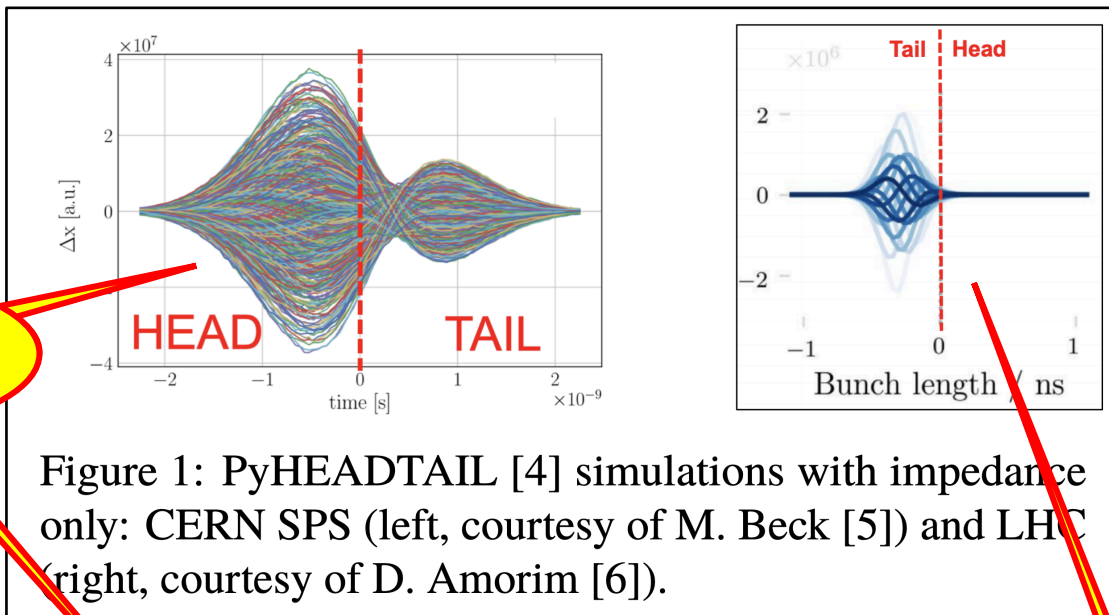 ×10⁷
4
2
0
−4
Δx [a.u.]
HEAD
TAIL
−2
−1
0
1
2
time [s]
×10⁻⁹
Tail
Head
×10⁶
2
0
−2
−1
0
1
Bunch length / ns
Figure 1: PyHEADTAIL [4] simulations with impedance
only: CERN SPS (left, courtesy of M. Beck [5]) and LHC
(right, courtesy of D. Amorim [6]).